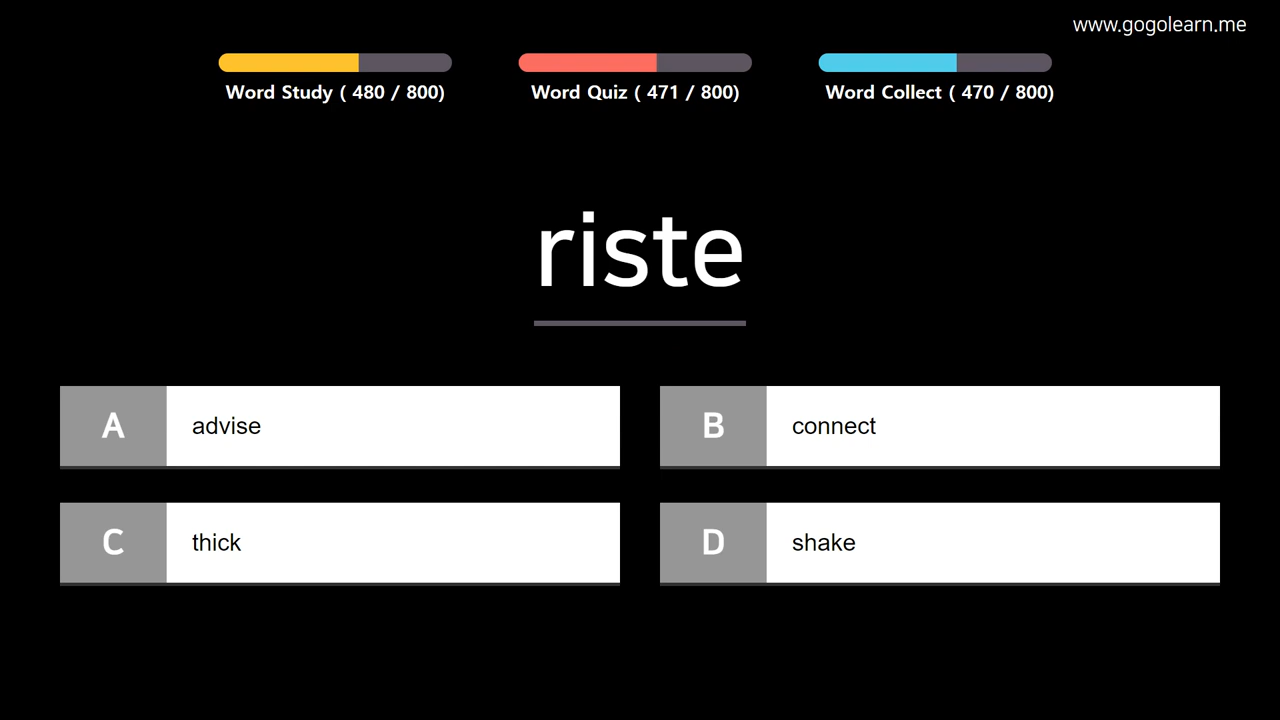 www.gogolearn.me
Word Study ( 480 / 800)
Word Quiz ( 471 / 800)
Word Collect ( 470 / 800)
riste
A advise
B connect
C thick
D shake